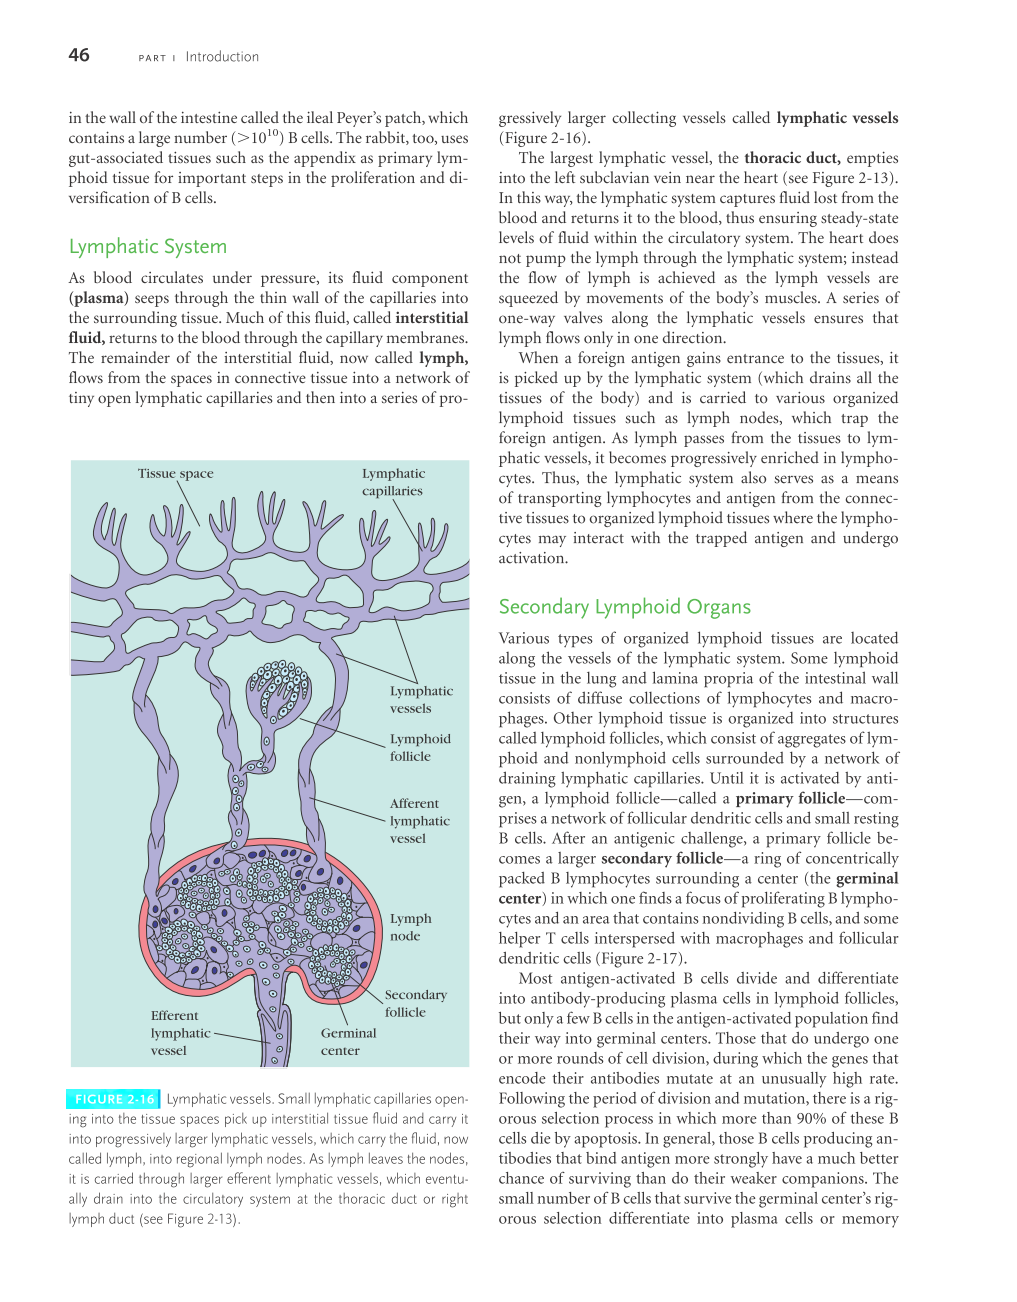 46 PART I Introduction
in the wall of the intestine called the ileal Peyer’s patch, which
contains a large number (>10¹⁰) B cells. The rabbit, too, uses
gut-associated tissues such as the appendix as primary lym-
phoid tissue for important steps in the proliferation and di-
versification of B cells.
Lymphatic System
As blood circulates under pressure, its fluid component
(plasma) seeps through the thin wall of the capillaries into
the surrounding tissue. Much of this fluid, called interstitial
fluid, returns to the blood through the capillary membranes.
The remainder of the interstitial fluid, now called lymph,
flows from the spaces in connective tissue into a network of
tiny open lymphatic capillaries and then into a series of pro-
Tissue space
Lymphatic
capillaries
Lymphatic
vessels
Lymphoid
follicle
Afferent
lymphatic
vessel
Lymph
node
Secondary
follicle
Efferent
lymphatic
vessel
Germinal
center
FIGURE 2-16 Lymphatic vessels. Small lymphatic capillaries open-
ing into the tissue spaces pick up interstitial tissue fluid and carry it
into progressively larger lymphatic vessels, which carry the fluid, now
called lymph, into regional lymph nodes. As lymph leaves the nodes,
it is carried through larger efferent lymphatic vessels, which eventu-
ally drain into the circulatory system at the thoracic duct or right
lymph duct (see Figure 2-13).
gressively larger collecting vessels called lymphatic vessels
(Figure 2-16).
The largest lymphatic vessel, the thoracic duct, empties
into the left subclavian vein near the heart (see Figure 2-13).
In this way, the lymphatic system captures fluid lost from the
blood and returns it to the blood, thus ensuring steady-state
levels of fluid within the circulatory system. The heart does
not pump the lymph through the lymphatic system; instead
the flow of lymph is achieved as the lymph vessels are
squeezed by movements of the body’s muscles. A series of
one-way valves along the lymphatic vessels ensures that
lymph flows only in one direction.
When a foreign antigen gains entrance to the tissues, it
is picked up by the lymphatic system (which drains all the
tissues of the body) and is carried to various organized
lymphoid tissues such as lymph nodes, which trap the
foreign antigen. As lymph passes from the tissues to lym-
phatic vessels, it becomes progressively enriched in lympho-
cytes. Thus, the lymphatic system also serves as a means
of transporting lymphocytes and antigen from the connec-
tive tissues to organized lymphoid tissues where the lympho-
cytes may interact with the trapped antigen and undergo
activation.
Secondary Lymphoid Organs
Various types of organized lymphoid tissues are located
along the vessels of the lymphatic system. Some lymphoid
tissue in the lung and lamina propria of the intestinal wall
consists of diffuse collections of lymphocytes and macro-
phages. Other lymphoid tissue is organized into structures
called lymphoid follicles, which consist of aggregates of lym-
phoid and nonlymphoid cells surrounded by a network of
draining lymphatic capillaries. Until it is activated by anti-
gen, a lymphoid follicle—called a primary follicle—com-
prises a network of follicular dendritic cells and small resting
B cells. After an antigenic challenge, a primary follicle be-
comes a larger secondary follicle—a ring of concentrically
packed B lymphocytes surrounding a center (the germinal
center) in which one finds a focus of proliferating B lympho-
cytes and an area that contains nondividing B cells, and some
helper T cells interspersed with macrophages and follicular
dendritic cells (Figure 2-17).
Most antigen-activated B cells divide and differentiate
into antibody-producing plasma cells in lymphoid follicles,
but only a few B cells in the antigen-activated population find
their way into germinal centers. Those that do undergo one
or more rounds of cell division, during which the genes that
encode their antibodies mutate at an unusually high rate.
Following the period of division and mutation, there is a rig-
orous selection process in which more than 90% of these B
cells die by apoptosis. In general, those B cells producing an-
tibodies that bind antigen more strongly have a much better
chance of surviving than do their weaker companions. The
small number of B cells that survive the germinal center’s rig-
orous selection differentiate into plasma cells or memory